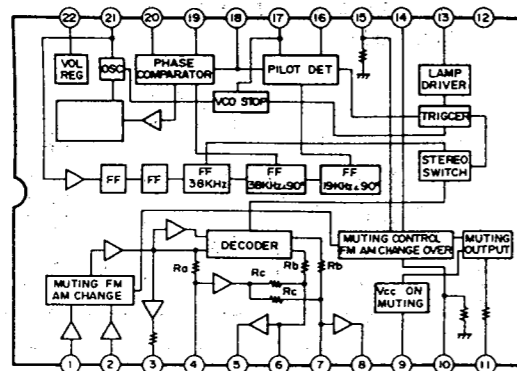 22 21 20 19 18 17 16 15 14 13 12
VOL REG
OSC
PHASE COMPARATOR
PILOT DET
LAMP DRIVER
VCO STOP
TRIGGER
FF
FF
FF 38KHz
FF 38KHz∠90°
FF 19KHz∠90°
STEREO SWITCH
DECODER
MUTING CONTROL FM AM CHANGE OVER
MUTING OUTPUT
Ra
Rb
Rb
Rc
Rc
MUTING FM AM CHANGE
Vcc ON MUTING
1 2 3 4 5 6 7 8 9 10 11